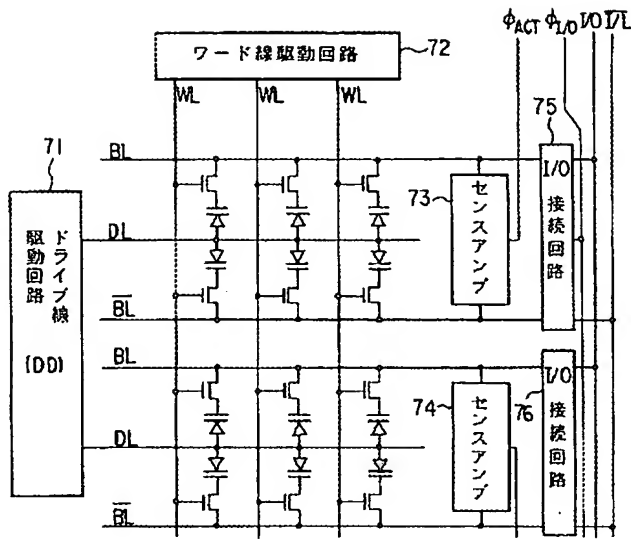 φACT φI/O I/O I/L
ワード線駆動回路
72
WL WL WL
75
71
BL
I/O
接続回路
73
センスアンプ
ドライブ線
駆動回路
(DD)
DL
BL
BL
I/O
接続回路
76
74
センスアンプ
DL
BL